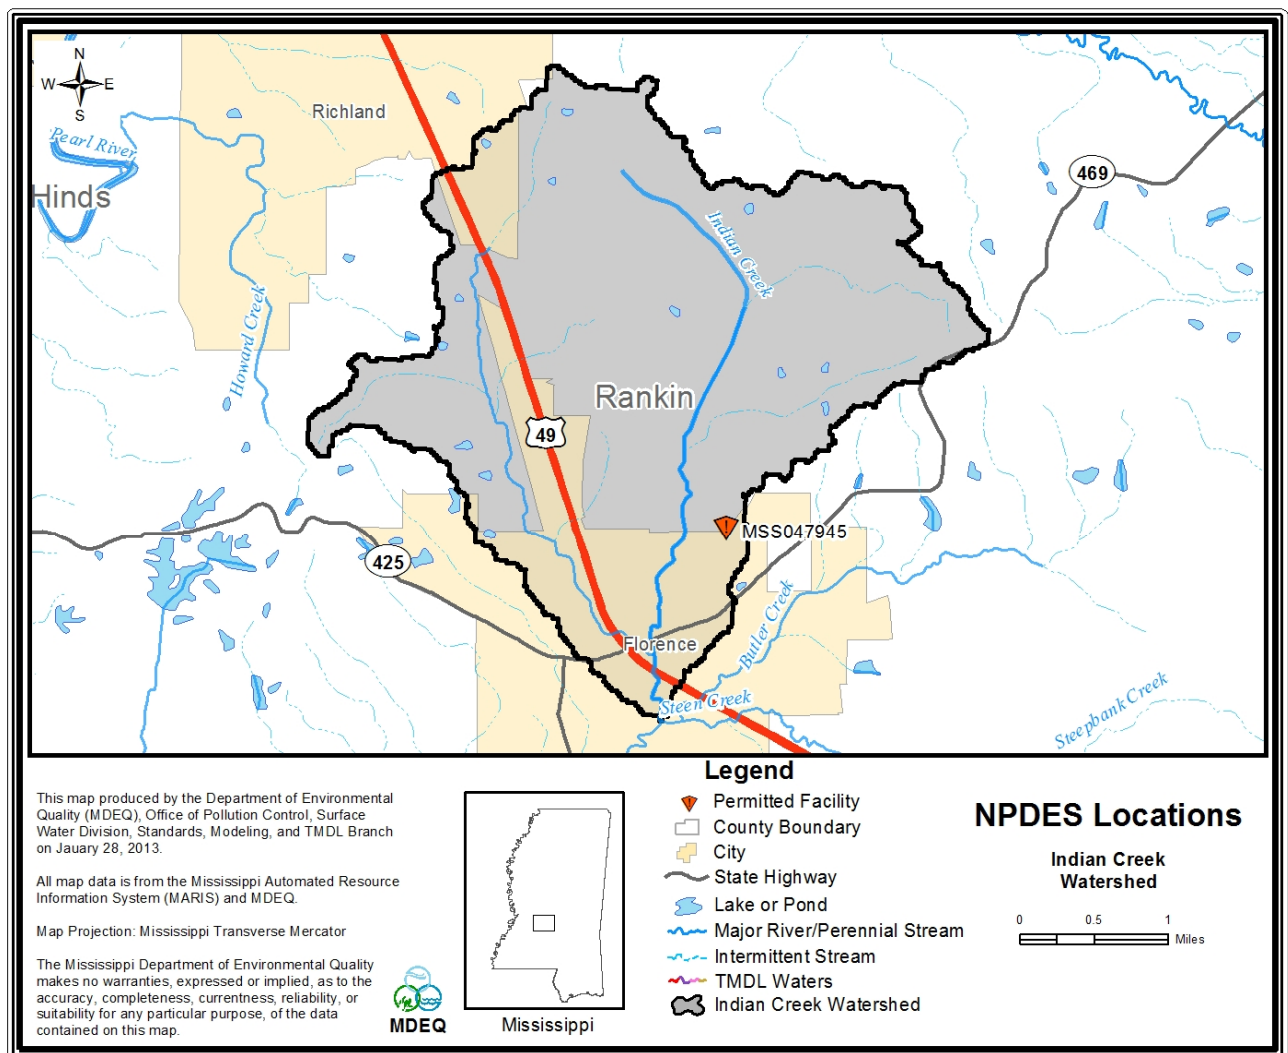 N
W E
S
Richland
Pearl River
Hinds
469
Indian Creek
Howard Creek
Rankin
49
MSS047945
425
Butler Creek
Florence
Steen Creek
Steepbank Creek
This map produced by the Department of Environmental
Quality (MDEQ), Office of Pollution Control, Surface
Water Division, Standards, Modeling, and TMDL Branch
on Jauary 28, 2013.
All map data is from the Mississippi Automated Resource
Information System (MARIS) and MDEQ.
Map Projection: Mississippi Transverse Mercator
The Mississippi Department of Environmental Quality
makes no warranties, expressed or implied, as to the
accuracy, completeness, currentness, reliability, or
suitability for any particular purpose, of the data
contained on this map.
MDEQ
Mississippi
Legend
Permitted Facility
County Boundary
City
State Highway
Lake or Pond
Major River/Perennial Stream
Intermittent Stream
TMDL Waters
Indian Creek Watershed
NPDES Locations
Indian Creek
Watershed
0 0.5 1
Miles